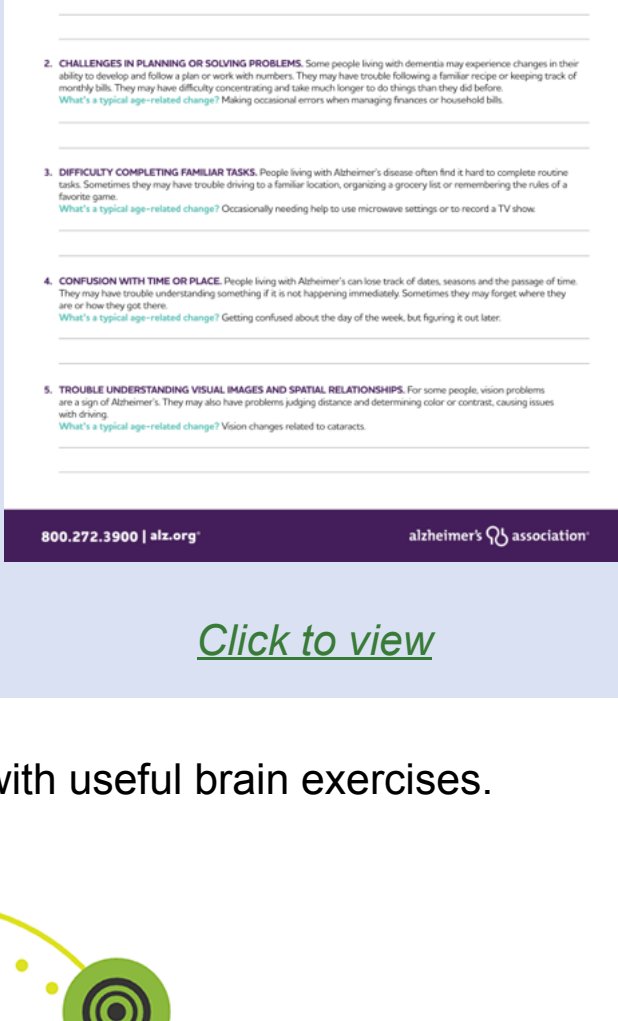 2. CHALLENGES IN PLANNING OR SOLVING PROBLEMS. Some people living with dementia may experience changes in their
ability to develop and follow a plan or work with numbers. They may have trouble following a familiar recipe or keeping track of
monthly bills. They may have difficulty concentrating and take much longer to do things than they did before.
What's a typical age-related change? Making occasional errors when managing finances or household bills.
3. DIFFICULTY COMPLETING FAMILIAR TASKS. People living with Alzheimer's disease often find it hard to complete routine
tasks. Sometimes they may have trouble driving to a familiar location, organizing a grocery list or remembering the rules of a
favorite game.
What's a typical age-related change? Occasionally needing help to use microwave settings or to record a TV show.
4. CONFUSION WITH TIME OR PLACE. People living with Alzheimer's can lose track of dates, seasons and the passage of time.
They may have trouble understanding something if it is not happening immediately. Sometimes they may forget where they
are or how they got there.
What's a typical age-related change? Getting confused about the day of the week, but figuring it out later.
5. TROUBLE UNDERSTANDING VISUAL IMAGES AND SPATIAL RELATIONSHIPS. For some people, vision problems
are a sign of Alzheimer's. They may also have problems judging distance and determining color or contrast, causing issues
with driving.
What's a typical age-related change? Vision changes related to cataracts.
800.272.3900 | alz.org®
alzheimer's association®
Click to view
with useful brain exercises.